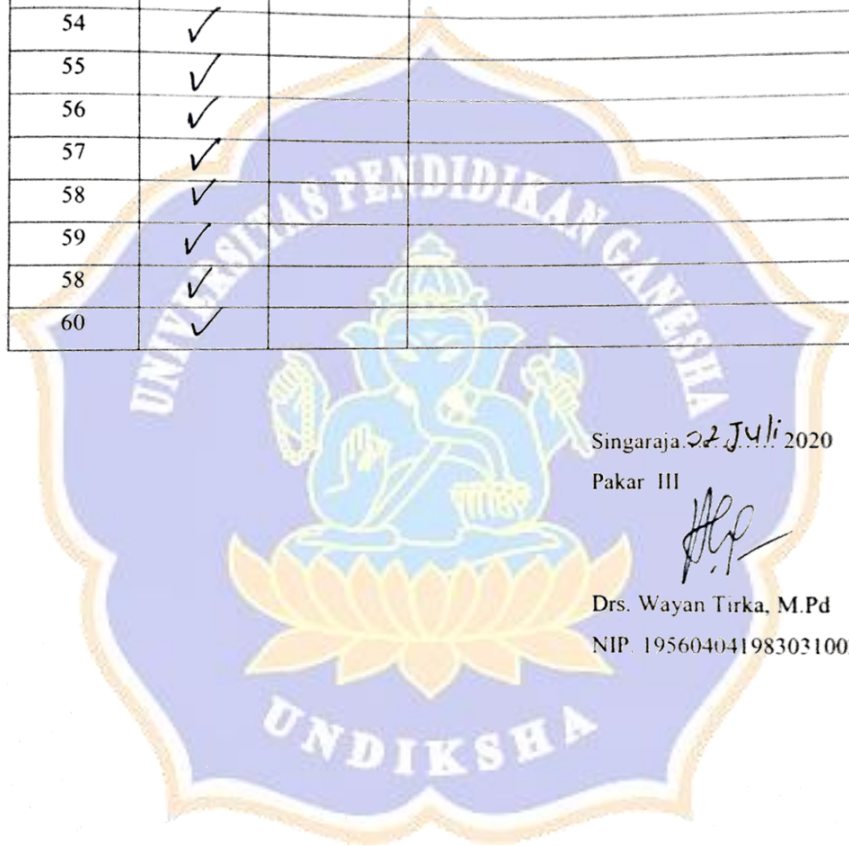 54 ✓
55 ✓
56 ✓
57 ✓
58 ✓
59 ✓
58 ✓
60 ✓
UNIVERSITAS PENDIDIKAN GANESHA
Singaraja 22 Juli 2020
Pakar III
Drs. Wayan Tirka, M.Pd
NIP. 19560404198303100
UNDIKSHA